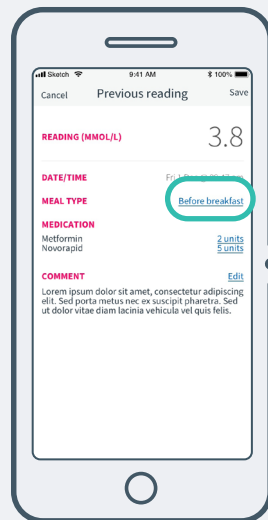 Sketch 9:41 AM 100%
Cancel Previous reading Save
READING (MMOL/L) 3.8
DATE/TIME Fri
MEAL TYPE Before breakfast
MEDICATION
Metformin 2 units
Novorapid 5 units
COMMENT Edit
Lorem ipsum dolor sit amet, consectetur adipiscing
elit. Sed porta metus nec ex suscipit pharetra. Sed
ut dolor vitae diam lacinia vehicula vel quis felis.